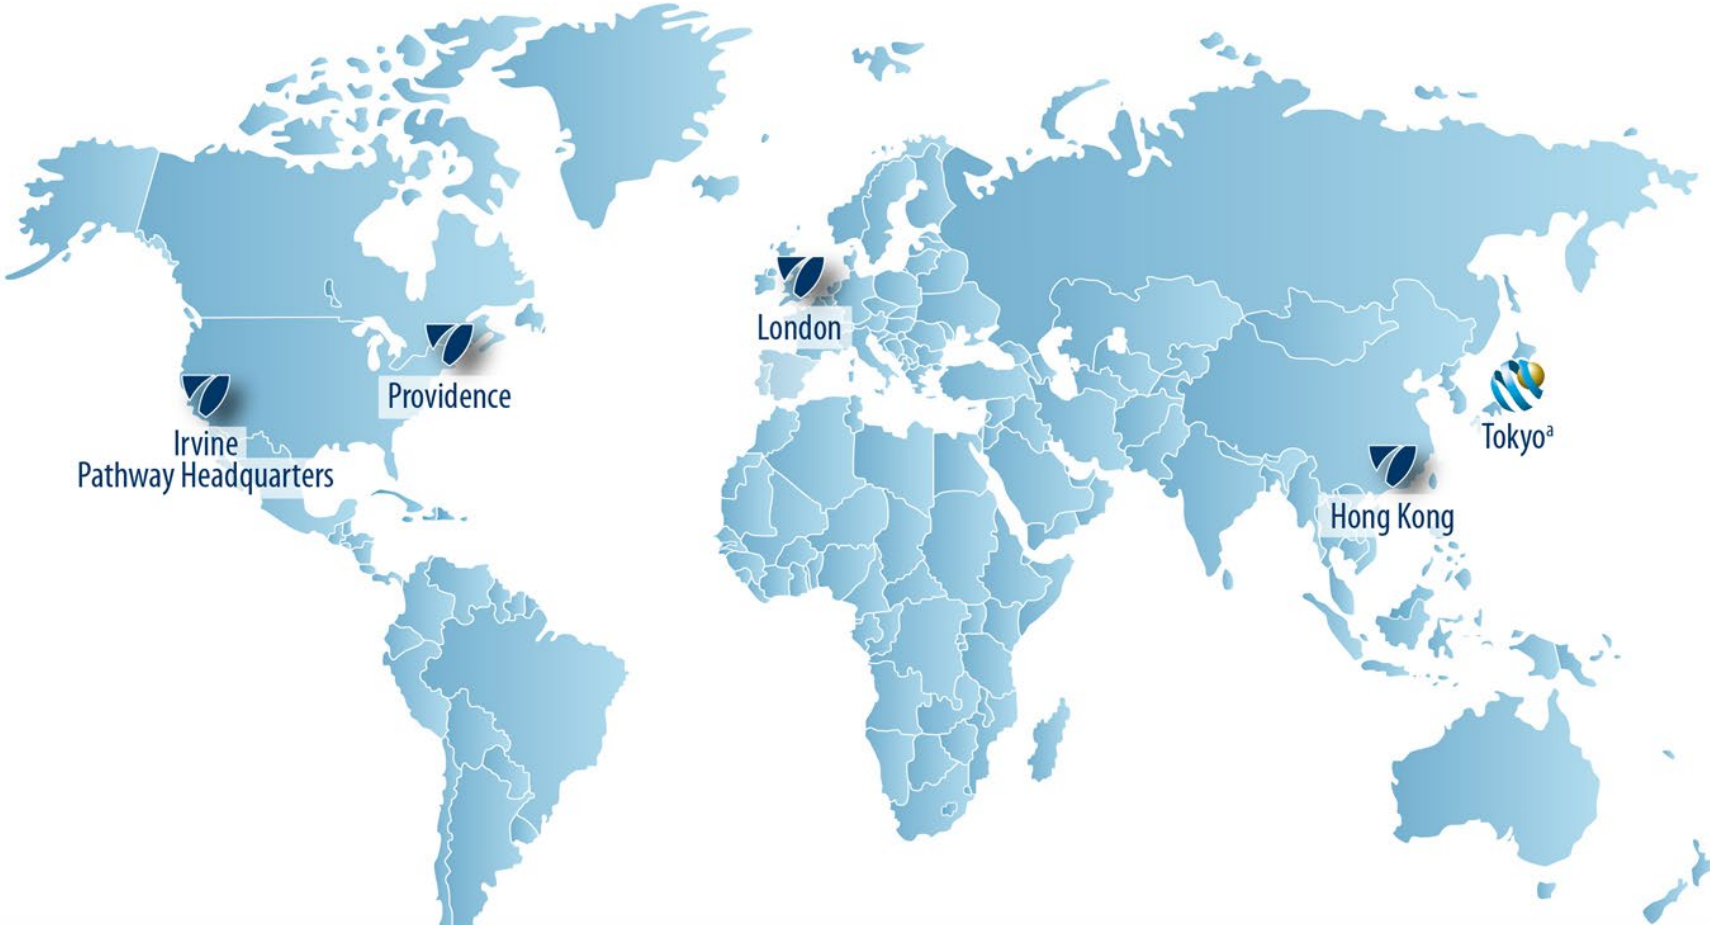 London
Providence
Irvine
Pathway Headquarters
Tokyoᵃ
Hong Kong